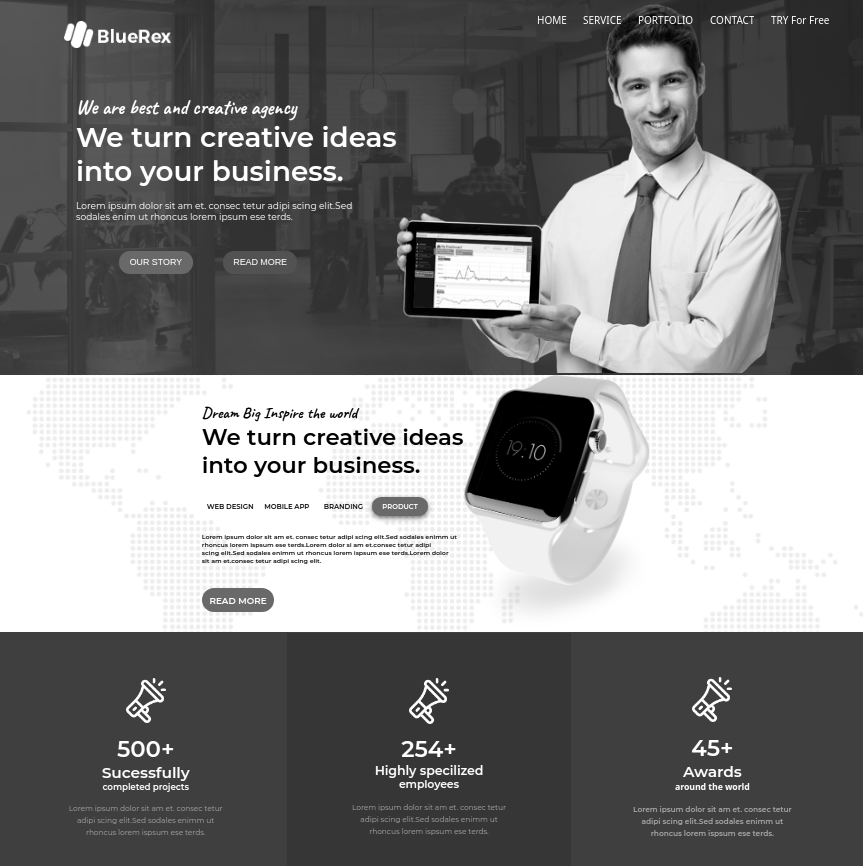 HOME SERVICE PORTFOLIO CONTACT TRY For Free
BlueRex
We are best and creative agency
We turn creative ideas
into your business.
Lorem ipsum dolor sit am et. consec tetur adipi scing elit.Sed
sodales enim ut rhoncus lorem ipsum ese terds.
OUR STORY READ MORE
Dream Big Inspire the world
We turn creative ideas
into your business.
19:10
WEB DESIGN MOBILE APP BRANDING PRODUCT
Lorem ipsum dolor sit am et. consec tetur adipi scing elit.Sed sodales enimm ut
rhoncus lorem ispsum ese terds.Lorem dolor si am et.consec tetur adipi
scing elit.Sed sodales enimm ut rhoncus lorem ispsum ese terds.Lorem dolor
sit am et.consec tetur adipi scing elit.
READ MORE
500+
Sucessfully
completed projects
Lorem ipsum dolor sit am et. consec tetur
adipi scing elit.Sed sodales enimm ut
rhoncus lorem ispsum ese terds.
254+
Highly specilized
employees
Lorem ipsum dolor sit am et. consec tetur
adipi scing elit.Sed sodales enimm ut
rhoncus lorem ispsum ese terds.
45+
Awards
around the world
Lorem ipsum dolor sit am et. consec tetur
adipi scing elit.Sed sodales enimm ut
rhoncus lorem ispsum ese terds.